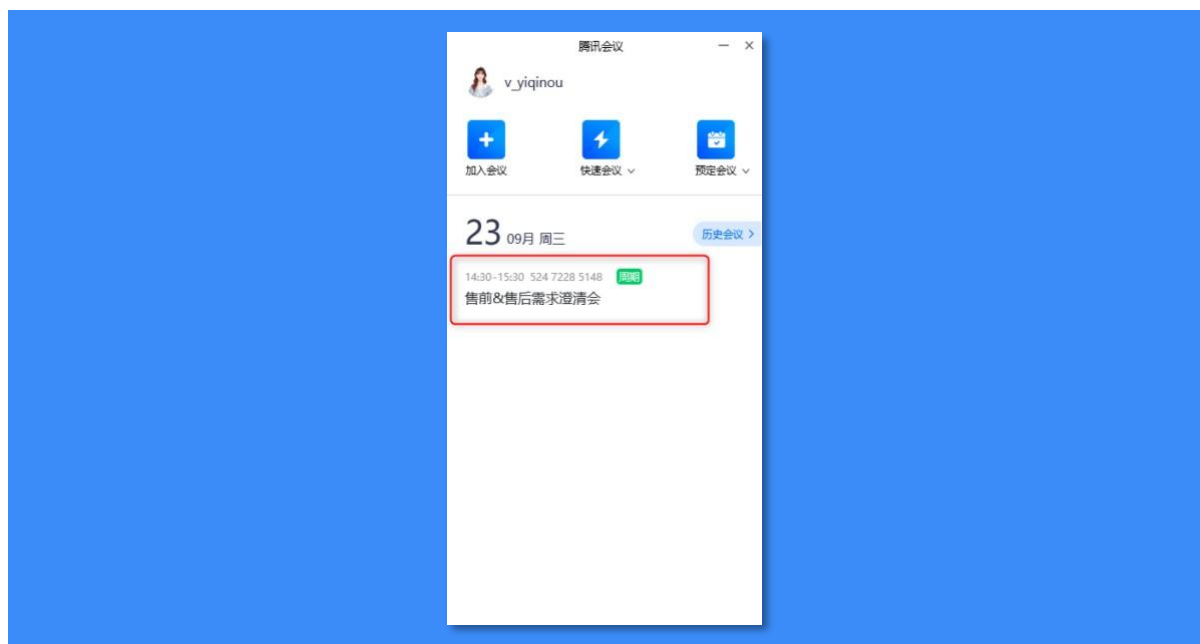 腾讯会议
v_yiqinou
加入会议 快速会议 预定会议
23 09月 周三 历史会议
14:30-15:30 524 7228 5148 周期
售前&售后需求澄清会